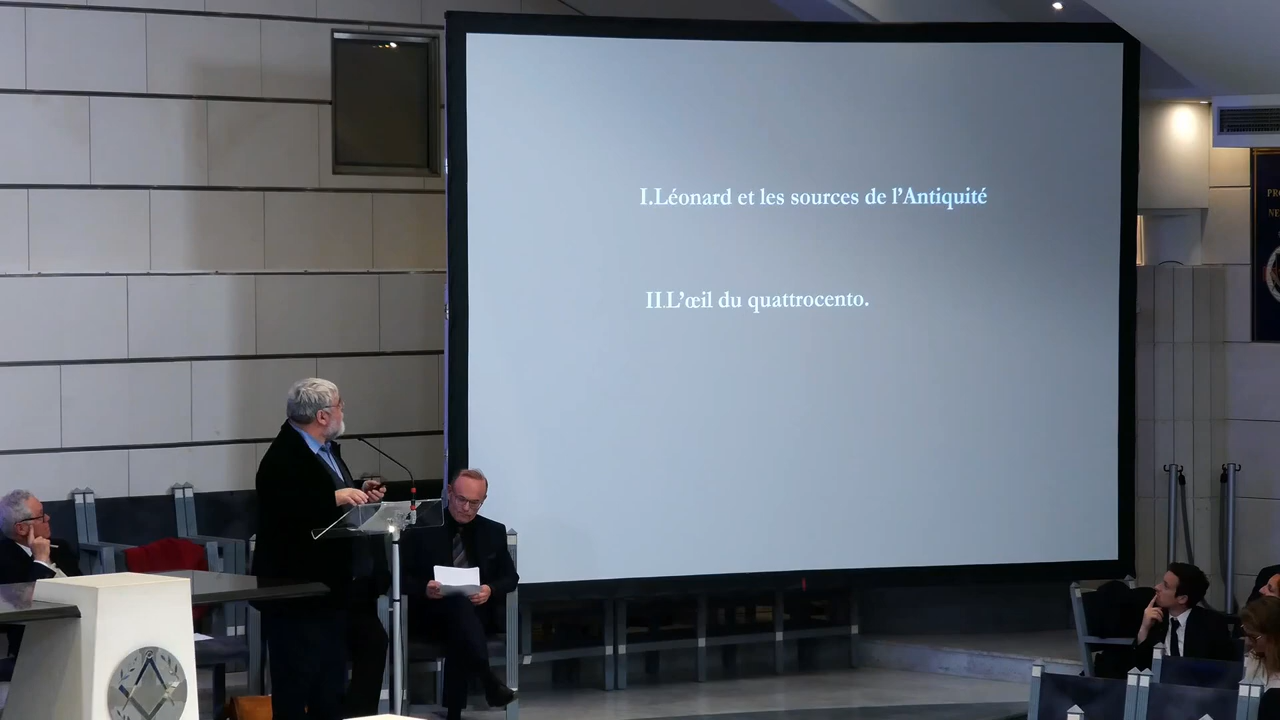 I.Léonard et les sources de l'Antiquité
II.L'œil du quattrocento.